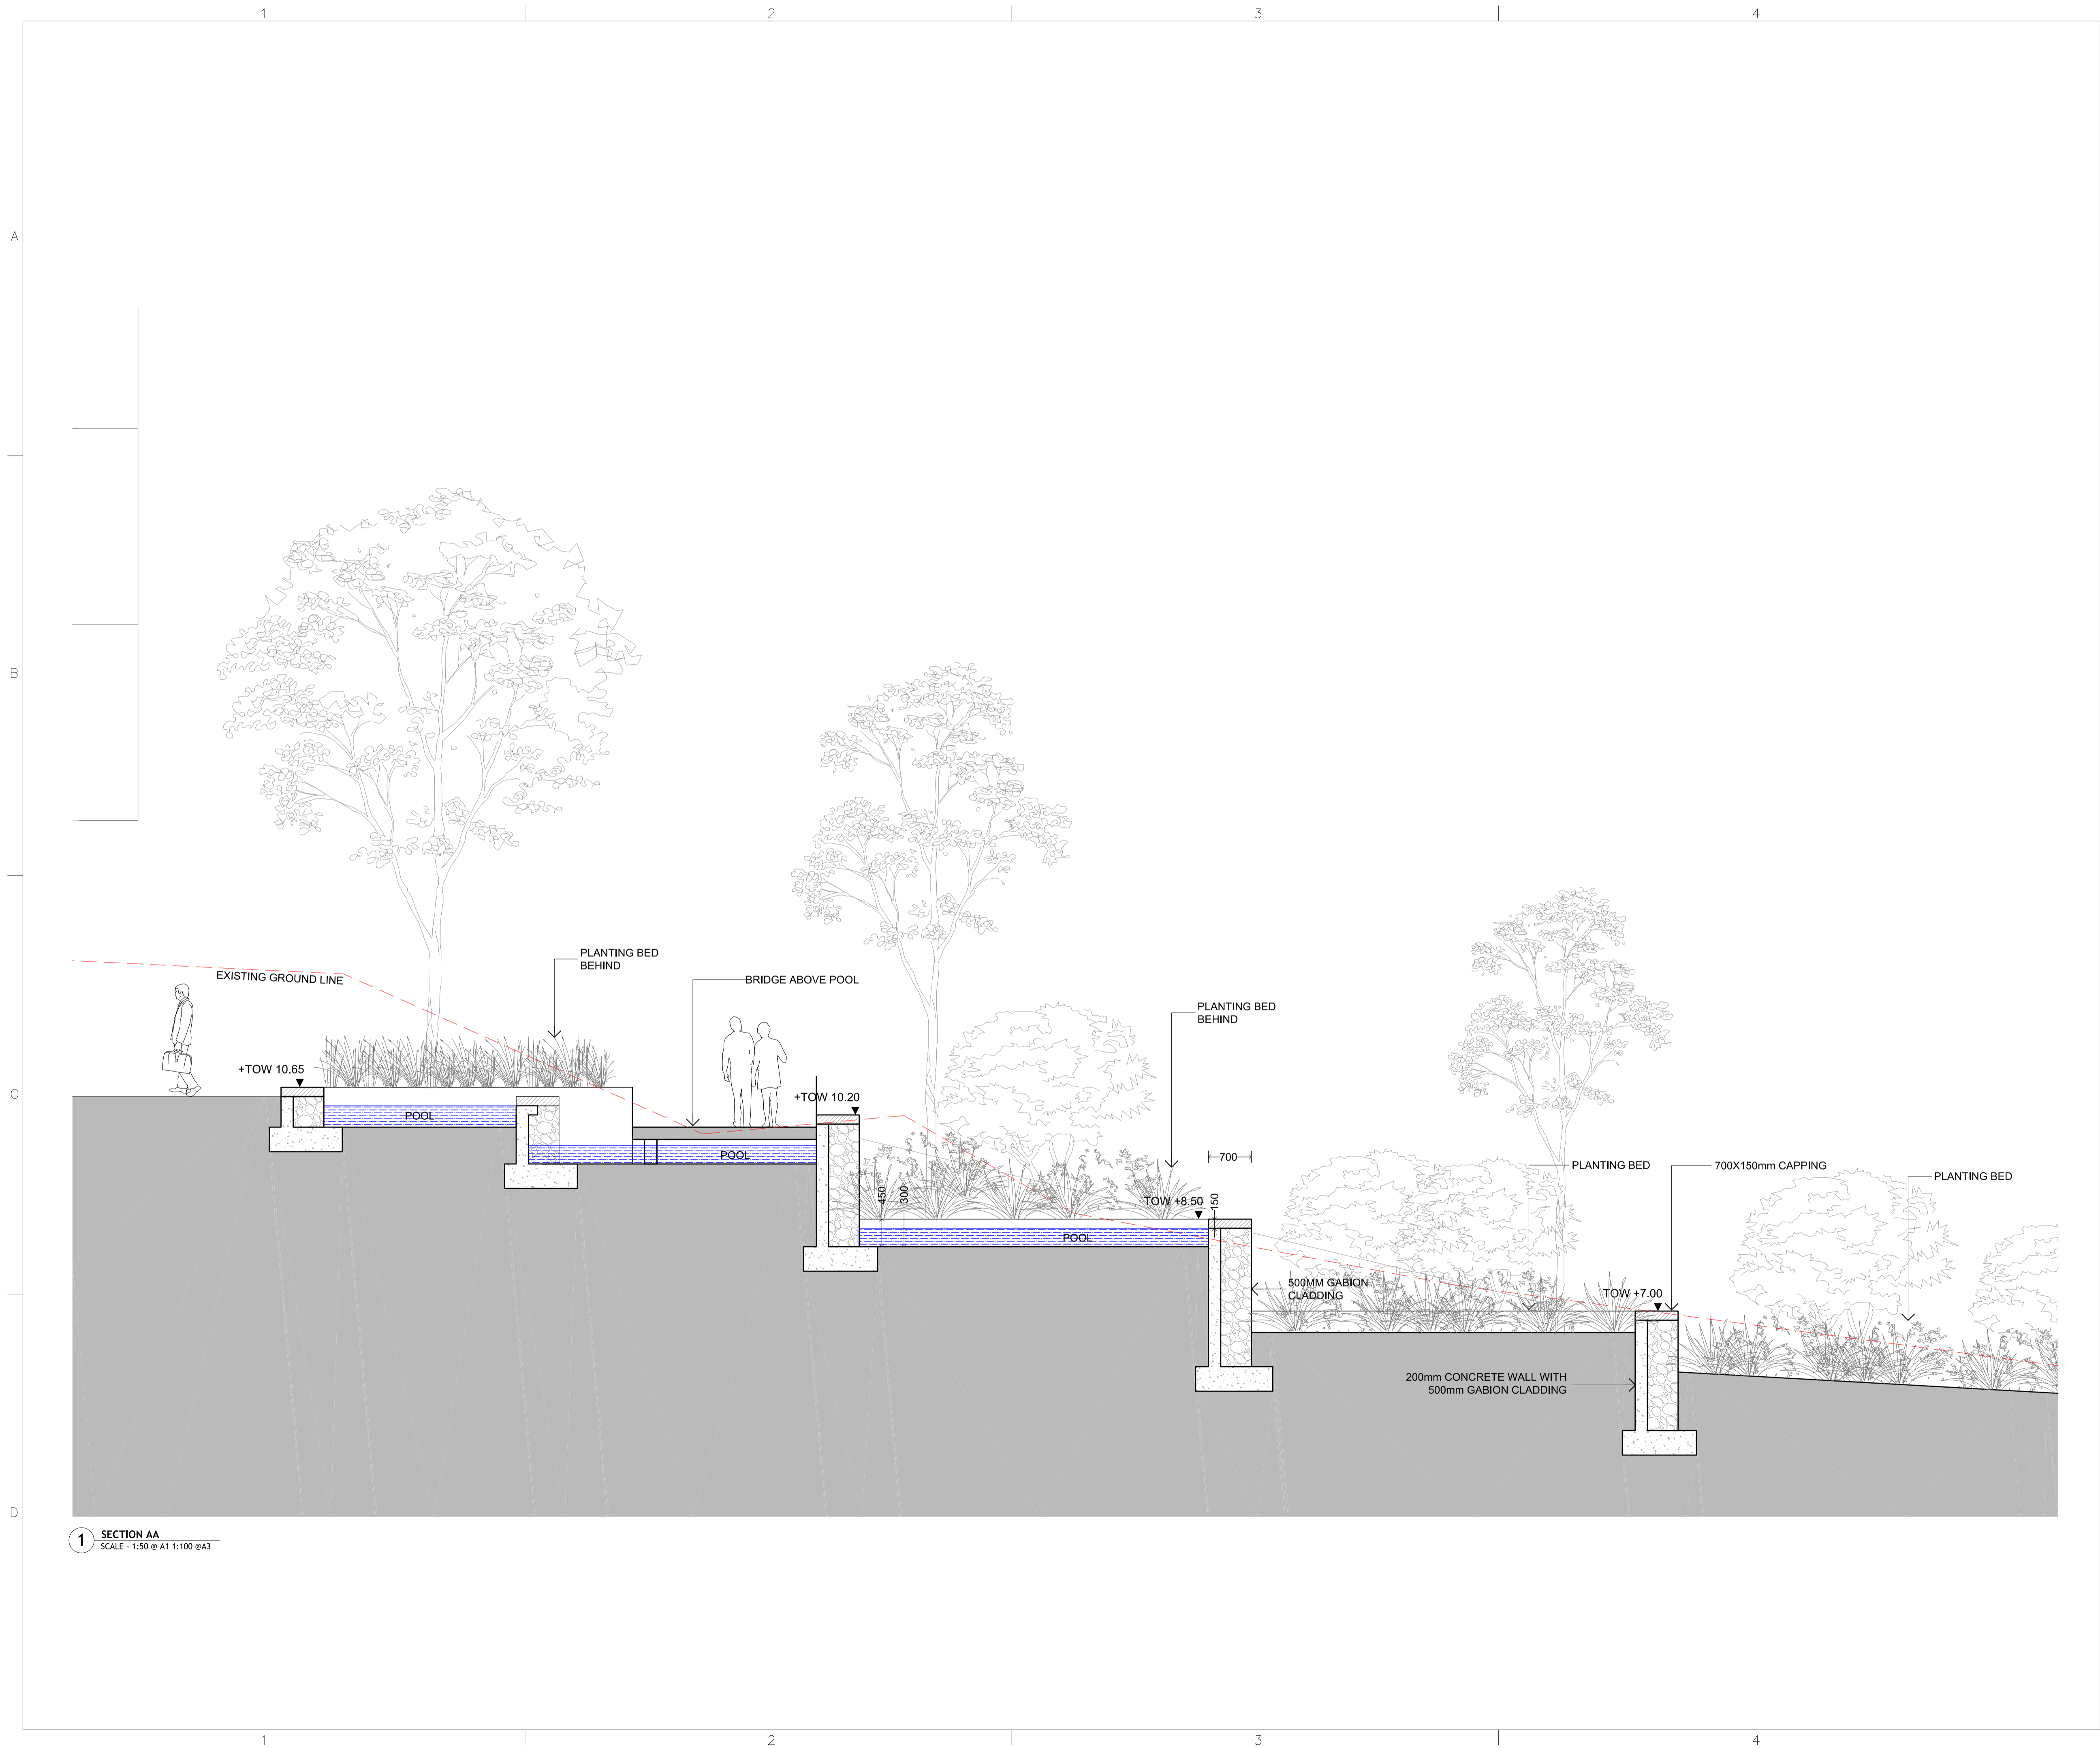 1 2 3 4
A
B
PLANTING BED
BEHIND
BRIDGE ABOVE POOL
EXISTING GROUND LINE
PLANTING BED
BEHIND
+TOW 10.65
C
+TOW 10.20
POOL
POOL
700
PLANTING BED
700X150mm CAPPING
PLANTING BED
450
300
TOW +8.50
150
POOL
500MM GABION
CLADDING
TOW +7.00
200mm CONCRETE WALL WITH
500mm GABION CLADDING
D
1 SECTION AA
SCALE - 1:50 @ A1 1:100 @A3
1 2 3 4